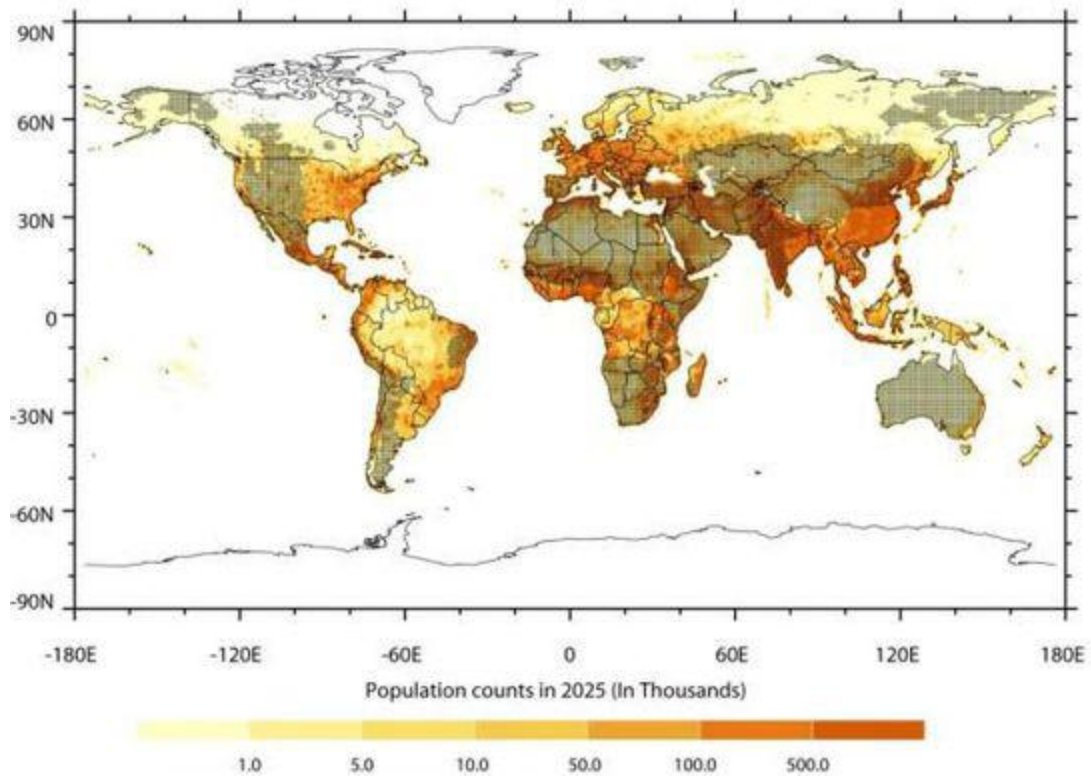 90N
60N
30N
0
-30N
-60N
-90N
-180E -120E -60E 0 60E 120E 180E
Population counts in 2025 (In Thousands)
1.0 5.0 10.0 50.0 100.0 500.0